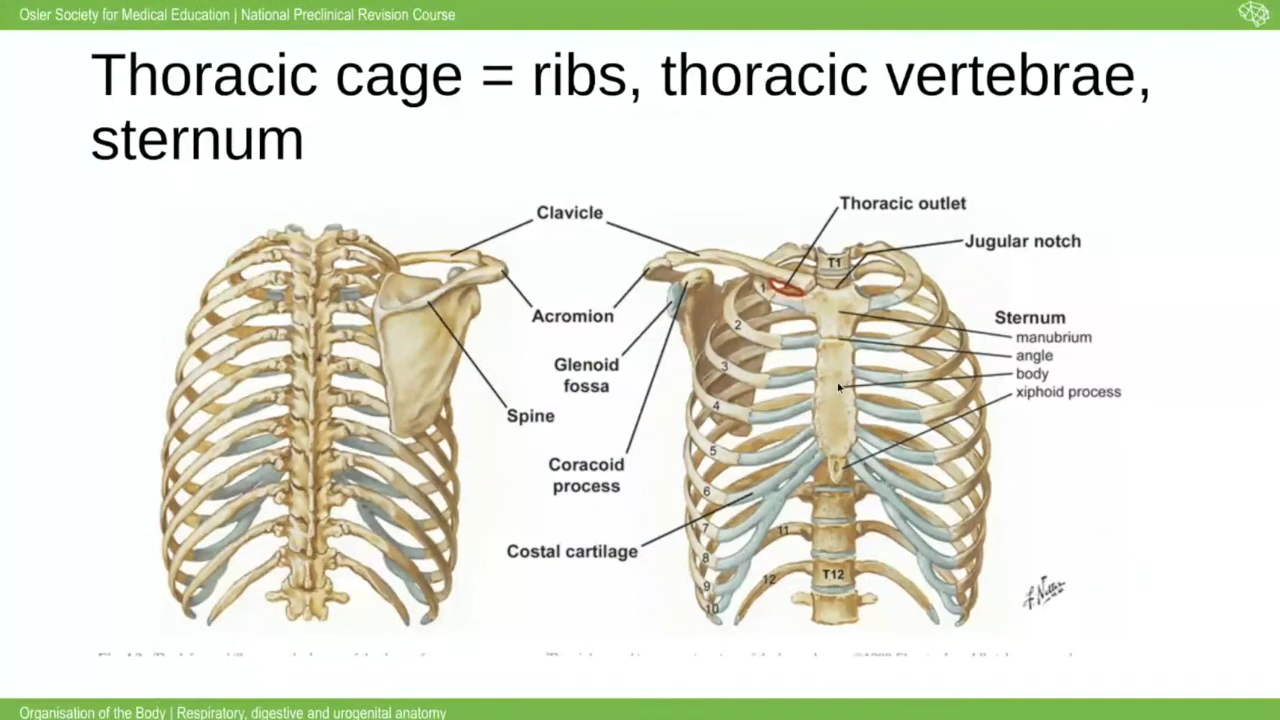 Osler Society for Medical Education | National Preclinical Revision Course
Thoracic cage = ribs, thoracic vertebrae,
sternum
Thoracic outlet
Clavicle
Jugular notch
T1
1
Acromion
Sternum
2
manubrium
angle
Glenoid
fossa
3
body
xiphoid process
4
Spine
5
Coracoid
process
6
7
11
Costal cartilage
8
T12
12
9
10
F. Netter
Organisation of the Body | Respiratory, digestive and urogenital anatomy